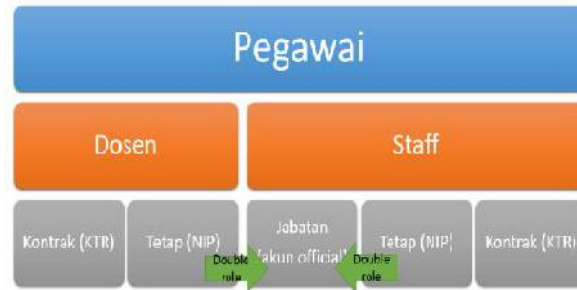 Pegawai
Dosen
Staff
Kontrak (KTR)
Tetap (NIP)
Jabatan
(akun official)
Tetap (NIP)
Kontrak (KTR)
Double
role
Double
role